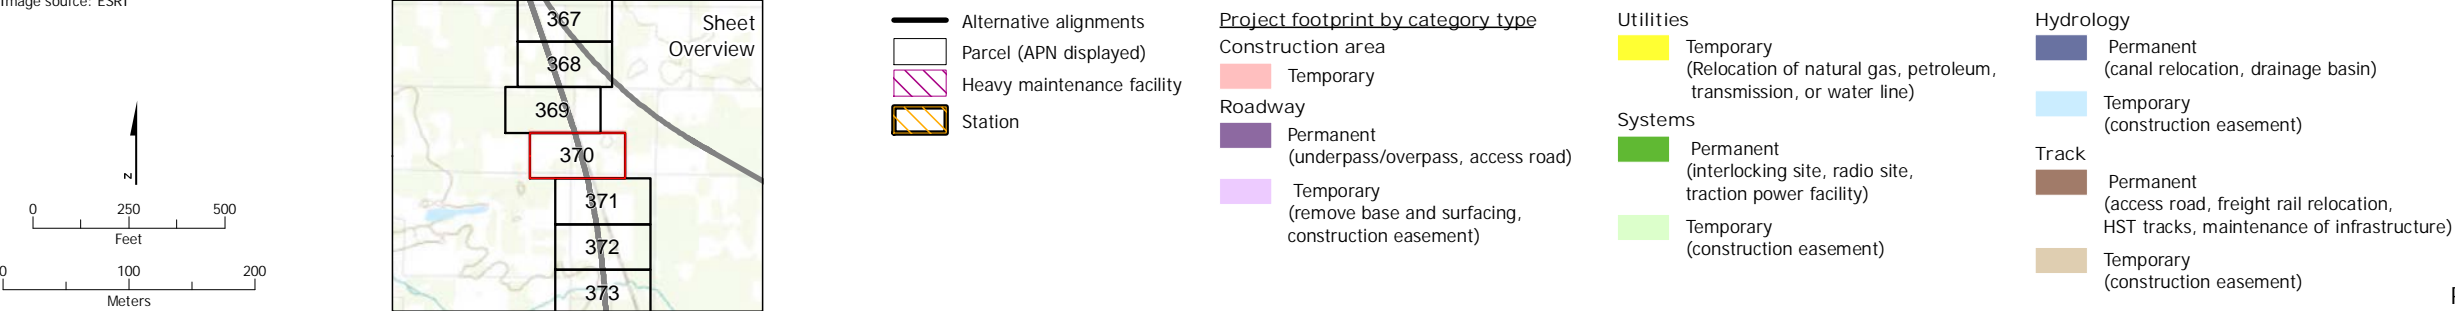 Image source: ESRI
N
0 250 500
Feet
0 100 200
Meters
Sheet
Overview
367
368
369
370
371
372
373
Alternative alignments
Parcel (APN displayed)
Heavy maintenance facility
Station
Project footprint by category type
Construction area
Temporary
Roadway
Permanent
(underpass/overpass, access road)
Temporary
(remove base and surfacing,
construction easement)
Utilities
Temporary
(Relocation of natural gas, petroleum,
transmission, or water line)
Systems
Permanent
(interlocking site, radio site,
traction power facility)
Temporary
(construction easement)
Hydrology
Permanent
(canal relocation, drainage basin)
Temporary
(construction easement)
Track
Permanent
(access road, freight rail relocation,
HST tracks, maintenance of infrastructure)
Temporary
(construction easement)